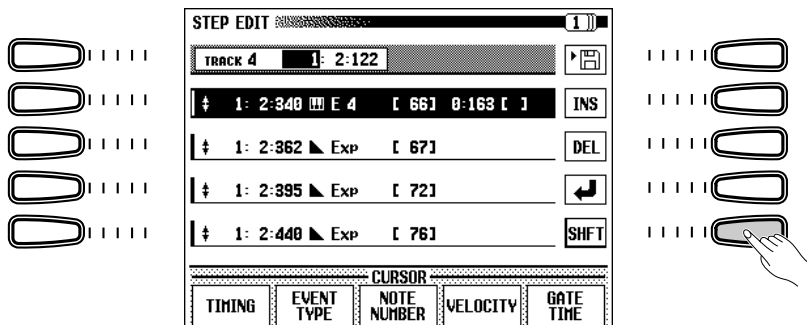 STEP EDIT 1
TRACK 4 1: 2:122
1: 2:340 E 4 [ 66] 0:163 [ ] INS
1: 2:362 Exp [ 67] DEL
1: 2:395 Exp [ 72]
1: 2:440 Exp [ 76] SHFT
CURSOR
TIMING EVENT TYPE NOTE NUMBER VELOCITY GATE TIME